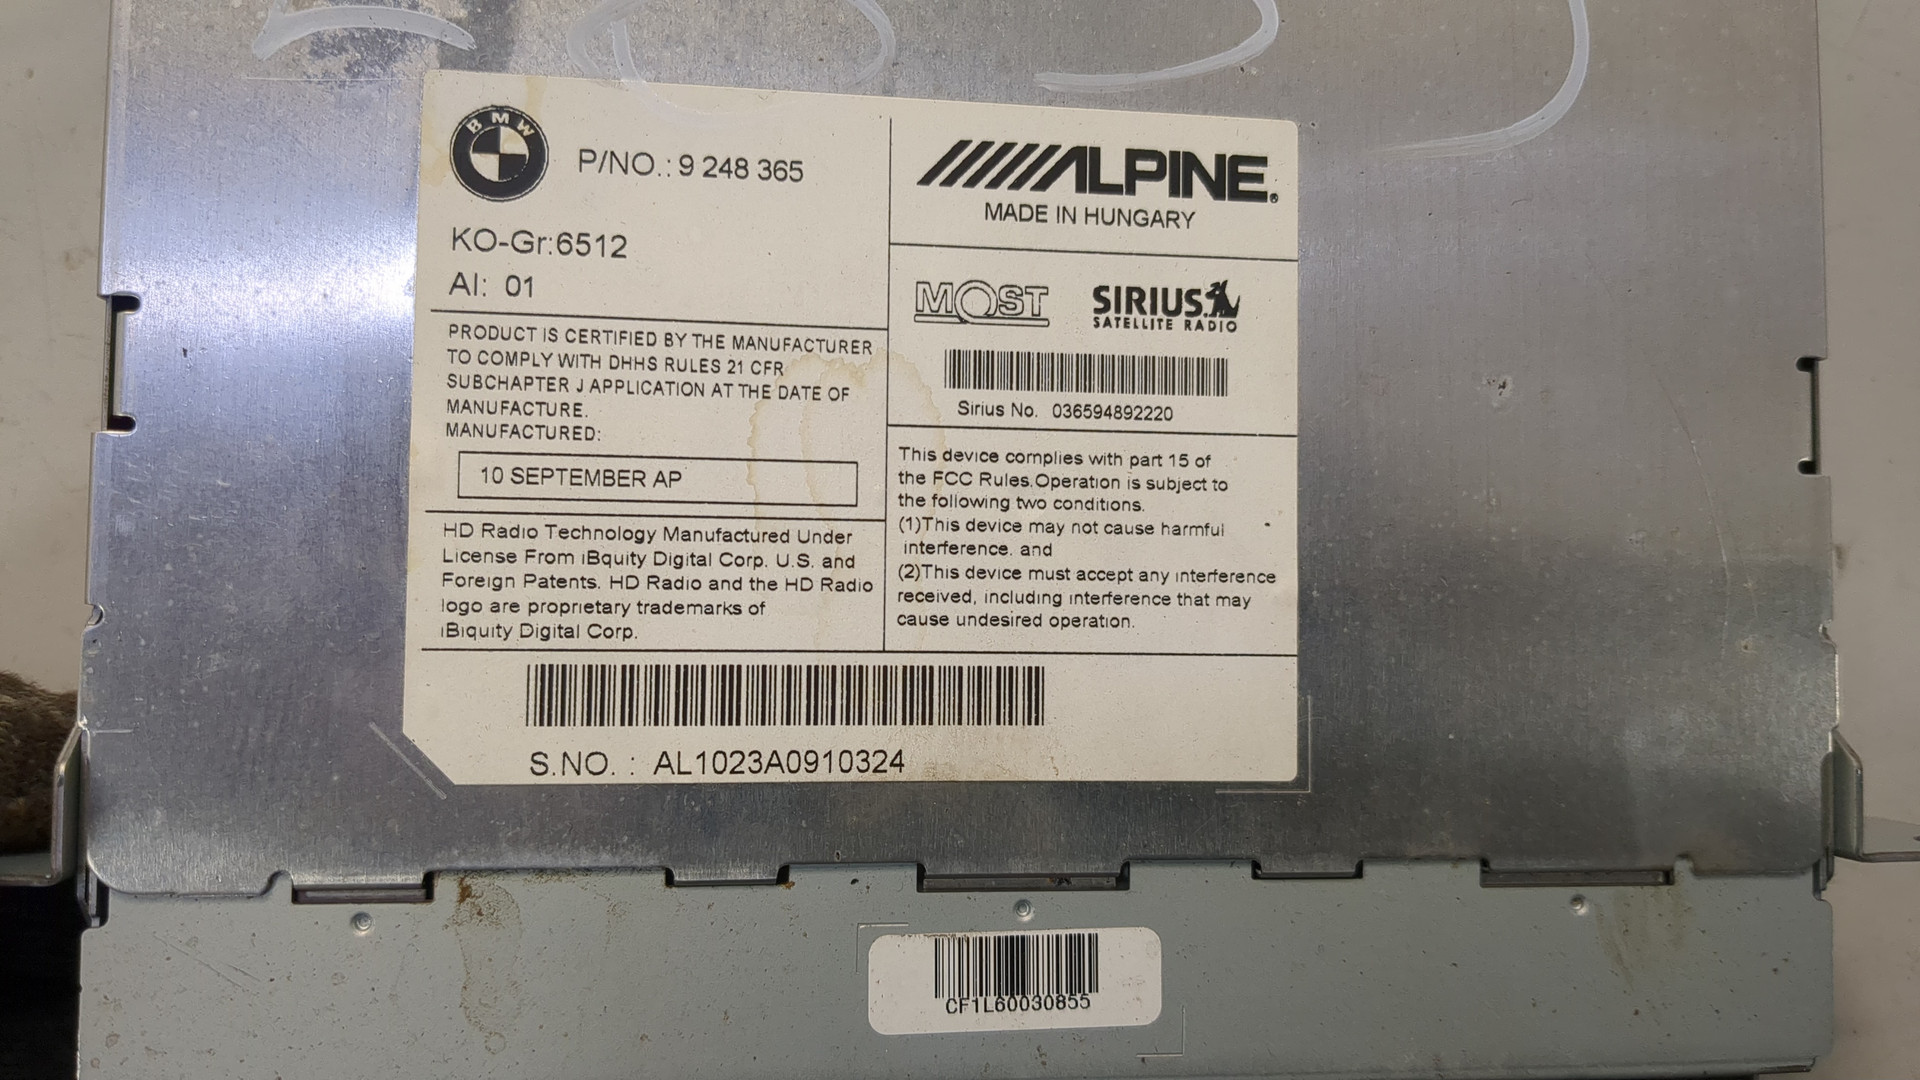 BMW
P/NO.: 9 248 365
KO-Gr:6512
AI: 01
PRODUCT IS CERTIFIED BY THE MANUFACTURER
TO COMPLY WITH DHHS RULES 21 CFR
SUBCHAPTER J APPLICATION AT THE DATE OF
MANUFACTURE.
MANUFACTURED:
10 SEPTEMBER AP
HD Radio Technology Manufactured Under
License From iBquity Digital Corp. U.S. and
Foreign Patents. HD Radio and the HD Radio
logo are proprietary trademarks of
iBiquity Digital Corp.
ALPINE®
MADE IN HUNGARY
MOST
SIRIUS
SATELLITE RADIO
Sirius No. 036594892220
This device complies with part 15 of
the FCC Rules.Operation is subject to
the following two conditions.
(1)This device may not cause harmful
interference. and
(2)This device must accept any interference
received, including interference that may
cause undesired operation.
S.NO. : AL1023A0910324
CF1L60030855